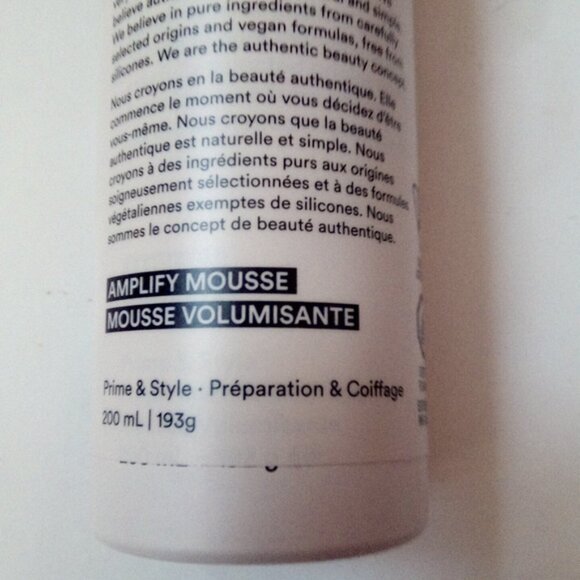 believe
We believe in pure ingredients from carefully
selected origins and vegan formulas, free from
silicones. We are the authentic beauty concept.
Nous croyons en la beauté authentique. Elle
commence le moment où vous décidez d'être
vous-même. Nous croyons que la beauté
authentique est naturelle et simple. Nous
croyons à des ingrédients purs aux origines
soigneusement sélectionnées et à des formules
végétaliennes exemptes de silicones. Nous
sommes le concept de beauté authentique.
AMPLIFY MOUSSE
MOUSSE VOLUMISANTE
Prime & Style · Préparation & Coiffage
200 mL | 193g